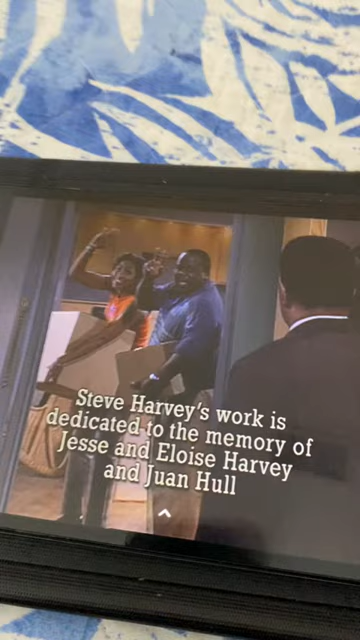 Steve Harvey's work is
dedicated to the memory of
Jesse and Eloise Harvey
and Juan Hull